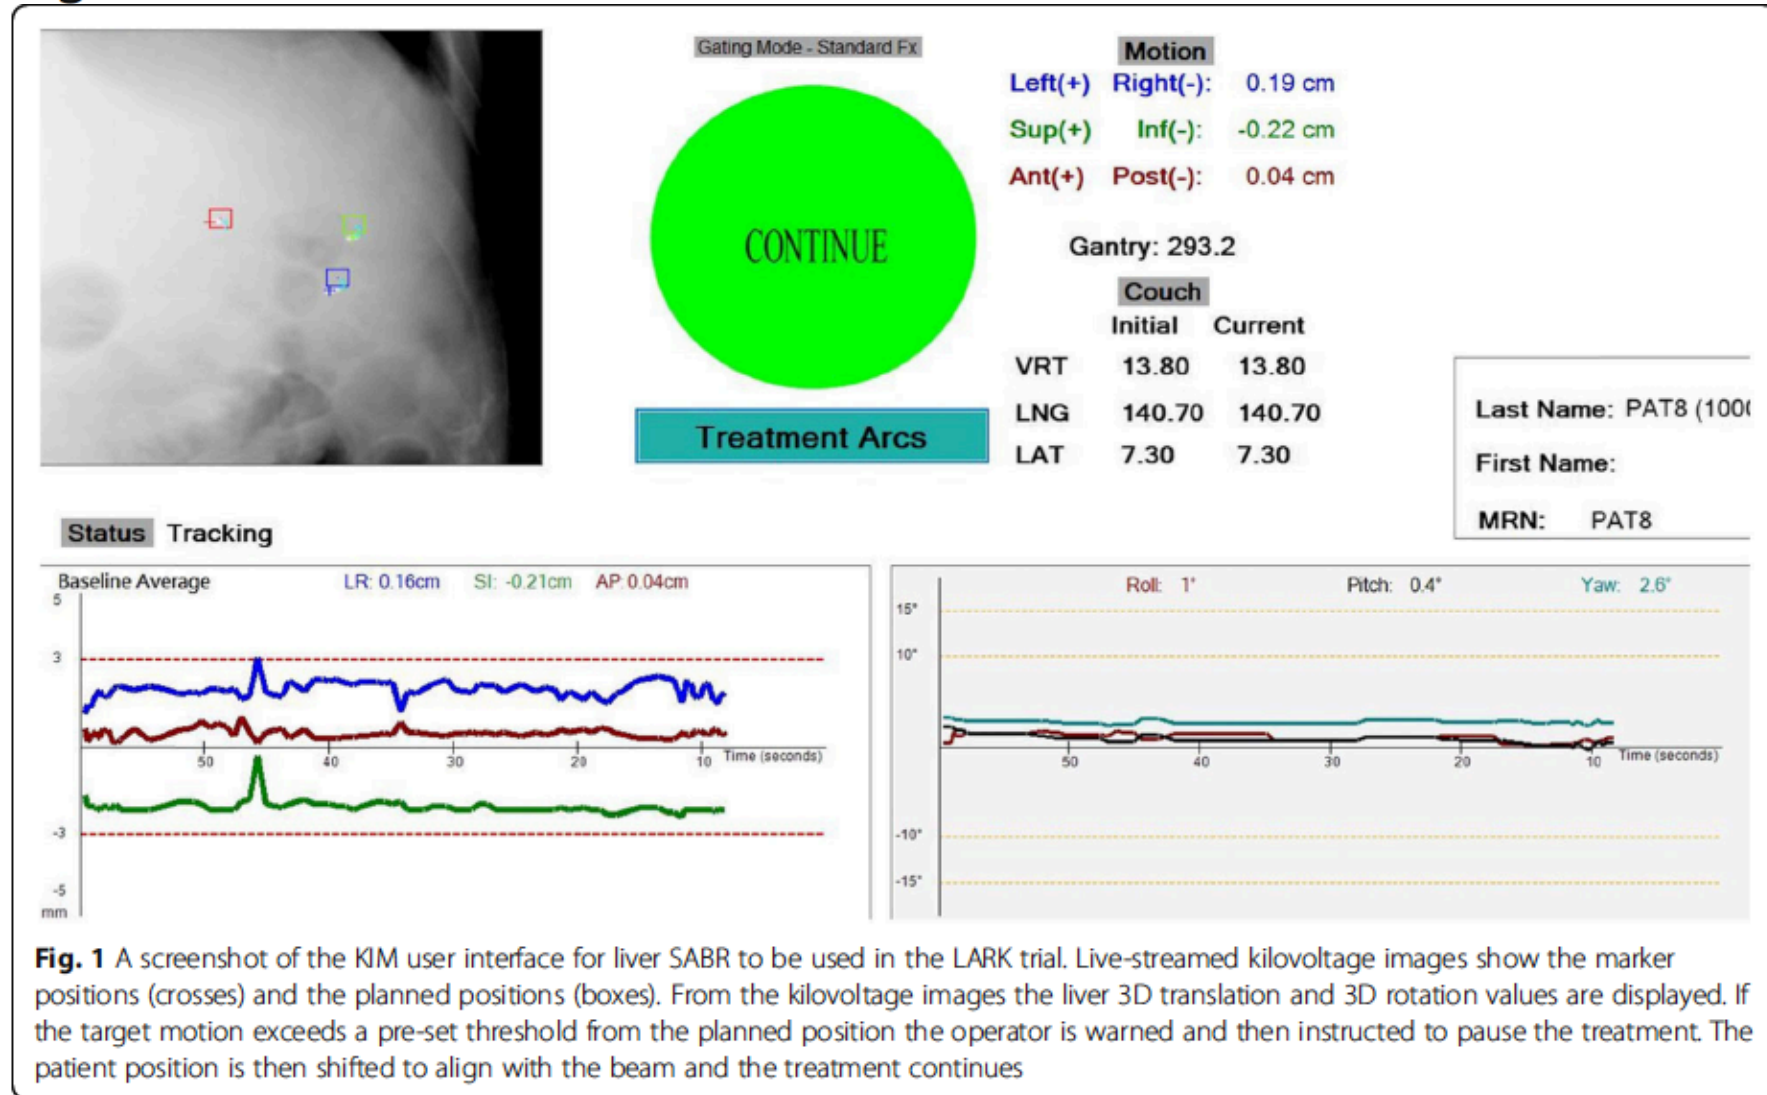 Gating Mode - Standard Fx
CONTINUE
Treatment Arcs
Motion
Left(+) Right(-): 0.19 cm
Sup(+) Inf(-): -0.22 cm
Ant(+) Post(-): 0.04 cm
Gantry: 293.2
Couch
Initial Current
VRT 13.80 13.80
LNG 140.70 140.70
LAT 7.30 7.30
Last Name: PAT8 (100
First Name:
MRN: PAT8
Status Tracking
Baseline Average LR: 0.16cm SI: -0.21cm AP: 0.04cm
5
3
50 40 30 20 10 Time (seconds)
-3
-5
mm
Roll: 1° Pitch: 0.4° Yaw: 2.6°
15°
10°
50 40 30 20 10 Time (seconds)
-10°
-15°
Fig. 1 A screenshot of the KIM user interface for liver SABR to be used in the LARK trial. Live-streamed kilovoltage images show the marker
positions (crosses) and the planned positions (boxes). From the kilovoltage images the liver 3D translation and 3D rotation values are displayed. If
the target motion exceeds a pre-set threshold from the planned position the operator is warned and then instructed to pause the treatment. The
patient position is then shifted to align with the beam and the treatment continues